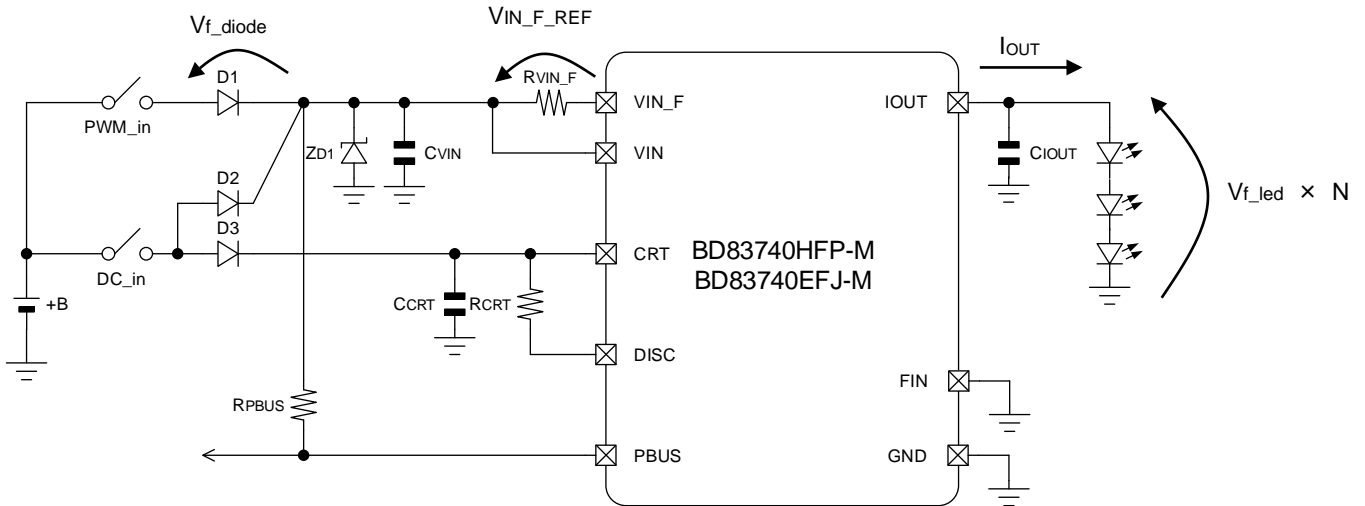 Vf_diode
VIN_F_REF
IOUT
D1
RVIN_F
VIN_F
IOUT
PWM_in
ZD1
CVIN
VIN
CIOUT
D2
Vf_led × N
D3
CRT
BD83740HFP-M
BD83740EFJ-M
DC_in
+B
CCRT
RCRT
DISC
FIN
RPBUS
PBUS
GND